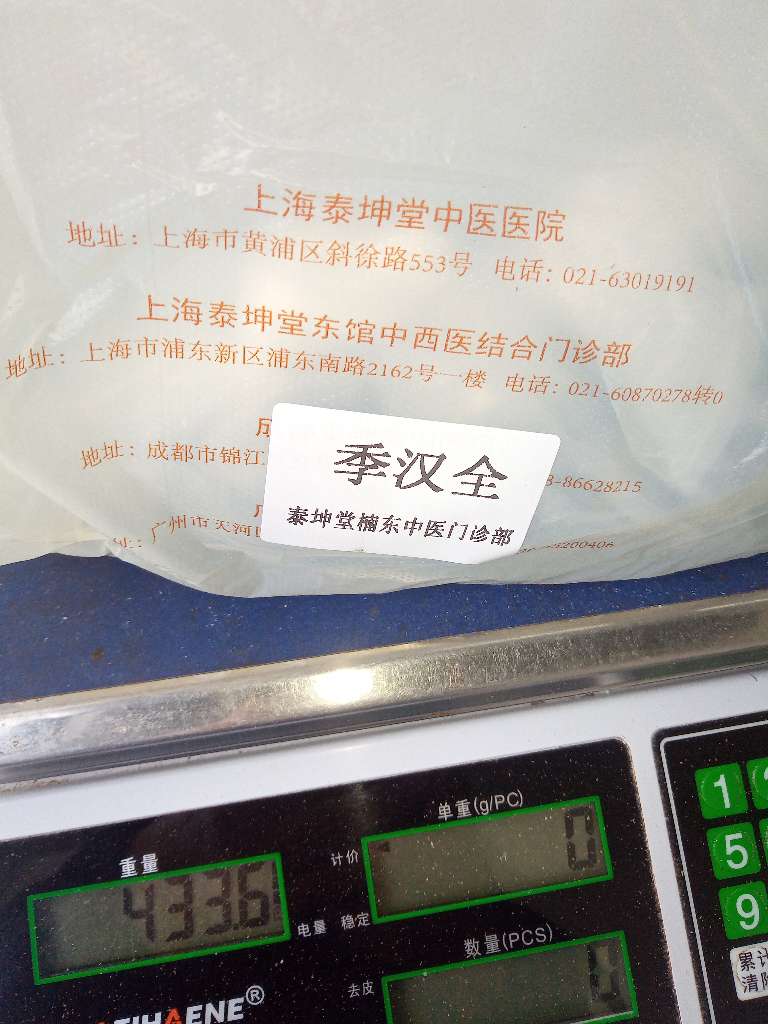 上海泰坤堂中医医院
地址：上海市黄浦区斜徐路553号 电话：021-63019191
上海泰坤堂东馆中西医结合门诊部
地址：上海市浦东新区浦东南路2162号一楼 电话：021-60870278转0
地址：成都市锦江 8-86628215
广州市天河
季汉全
泰坤堂楠东中医门诊部
重量
433.6
电量 稳定
计价
单重(g/PC)
0
数量(PCS)
去皮
1
5
9
累计
清除